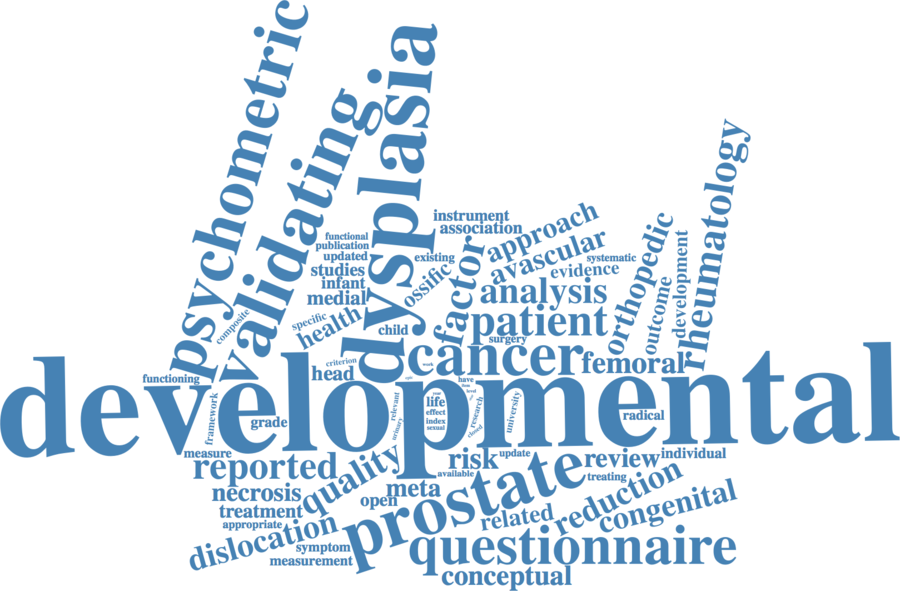 psychometric
validating
dysplasia
rheumatology
instrument
association
approach
functional
publication
updated
studies
infant
medial
existing
ossific
factor
avascular
systematic
evidence
orthopedic
outcome
development
analysis
composite
specific
health
child
patient
surgery
cancer
femoral
criterion
head
work
functioning
developmental
framework
grade
relevant
urinary
life
effect
index
sexual
have
level
research
closed
university
radical
measure
reported
quality
risk
update
available
review
individual
treating
necrosis
treatment
appropriate
open
meta
prostate
related
reduction
congenital
dislocation
symptom
measurement
questionnaire
conceptual